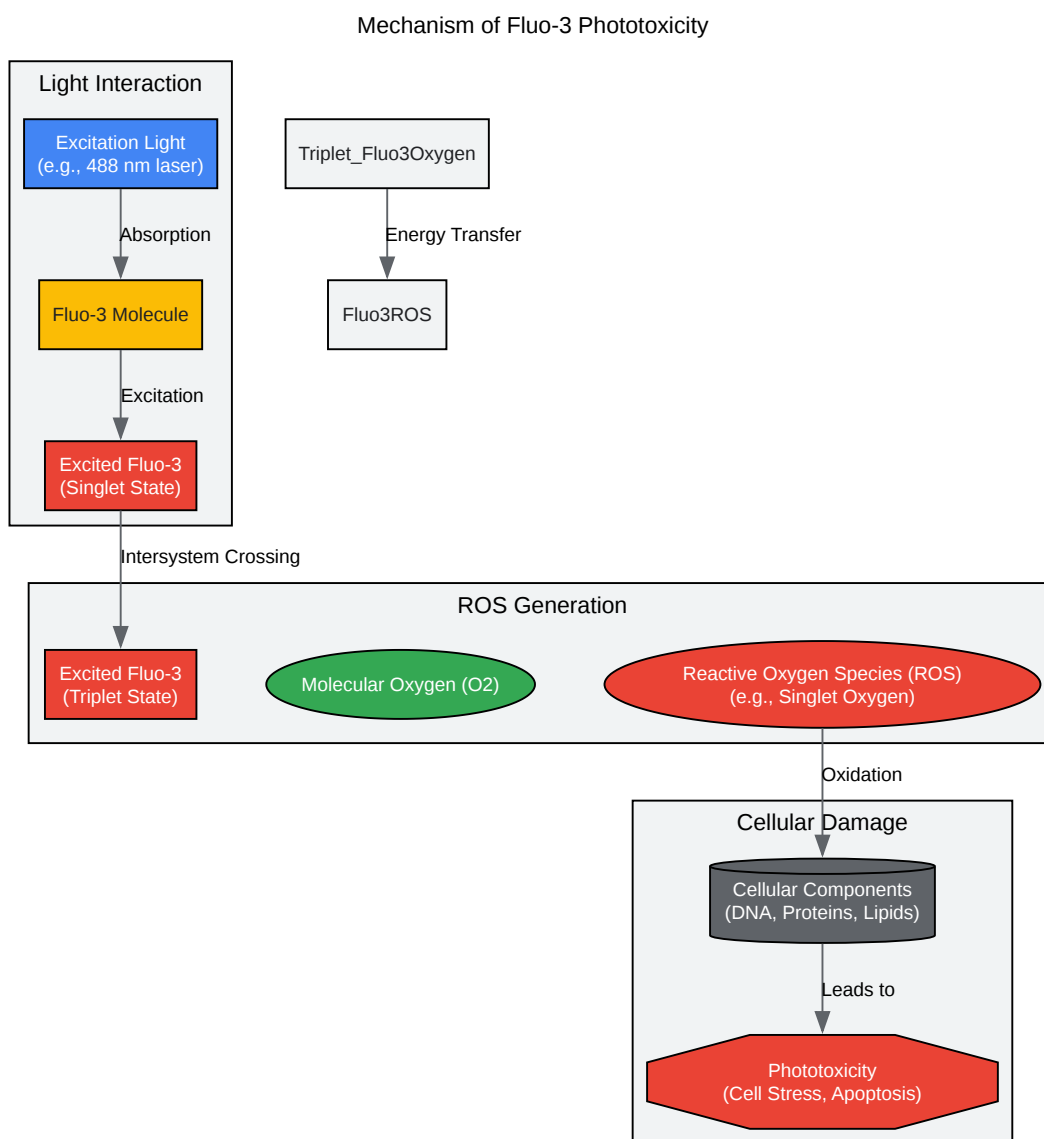 Mechanism of Fluo-3 Phototoxicity
Light Interaction
Excitation Light
(e.g., 488 nm laser)
Absorption
Fluo-3 Molecule
Excitation
Excited Fluo-3
(Singlet State)
Intersystem Crossing
Triplet_Fluo3Oxygen
Energy Transfer
Fluo3ROS
ROS Generation
Excited Fluo-3
(Triplet State)
Molecular Oxygen (O2)
Reactive Oxygen Species (ROS)
(e.g., Singlet Oxygen)
Oxidation
Cellular Damage
Cellular Components
(DNA, Proteins, Lipids)
Leads to
Phototoxicity
(Cell Stress, Apoptosis)